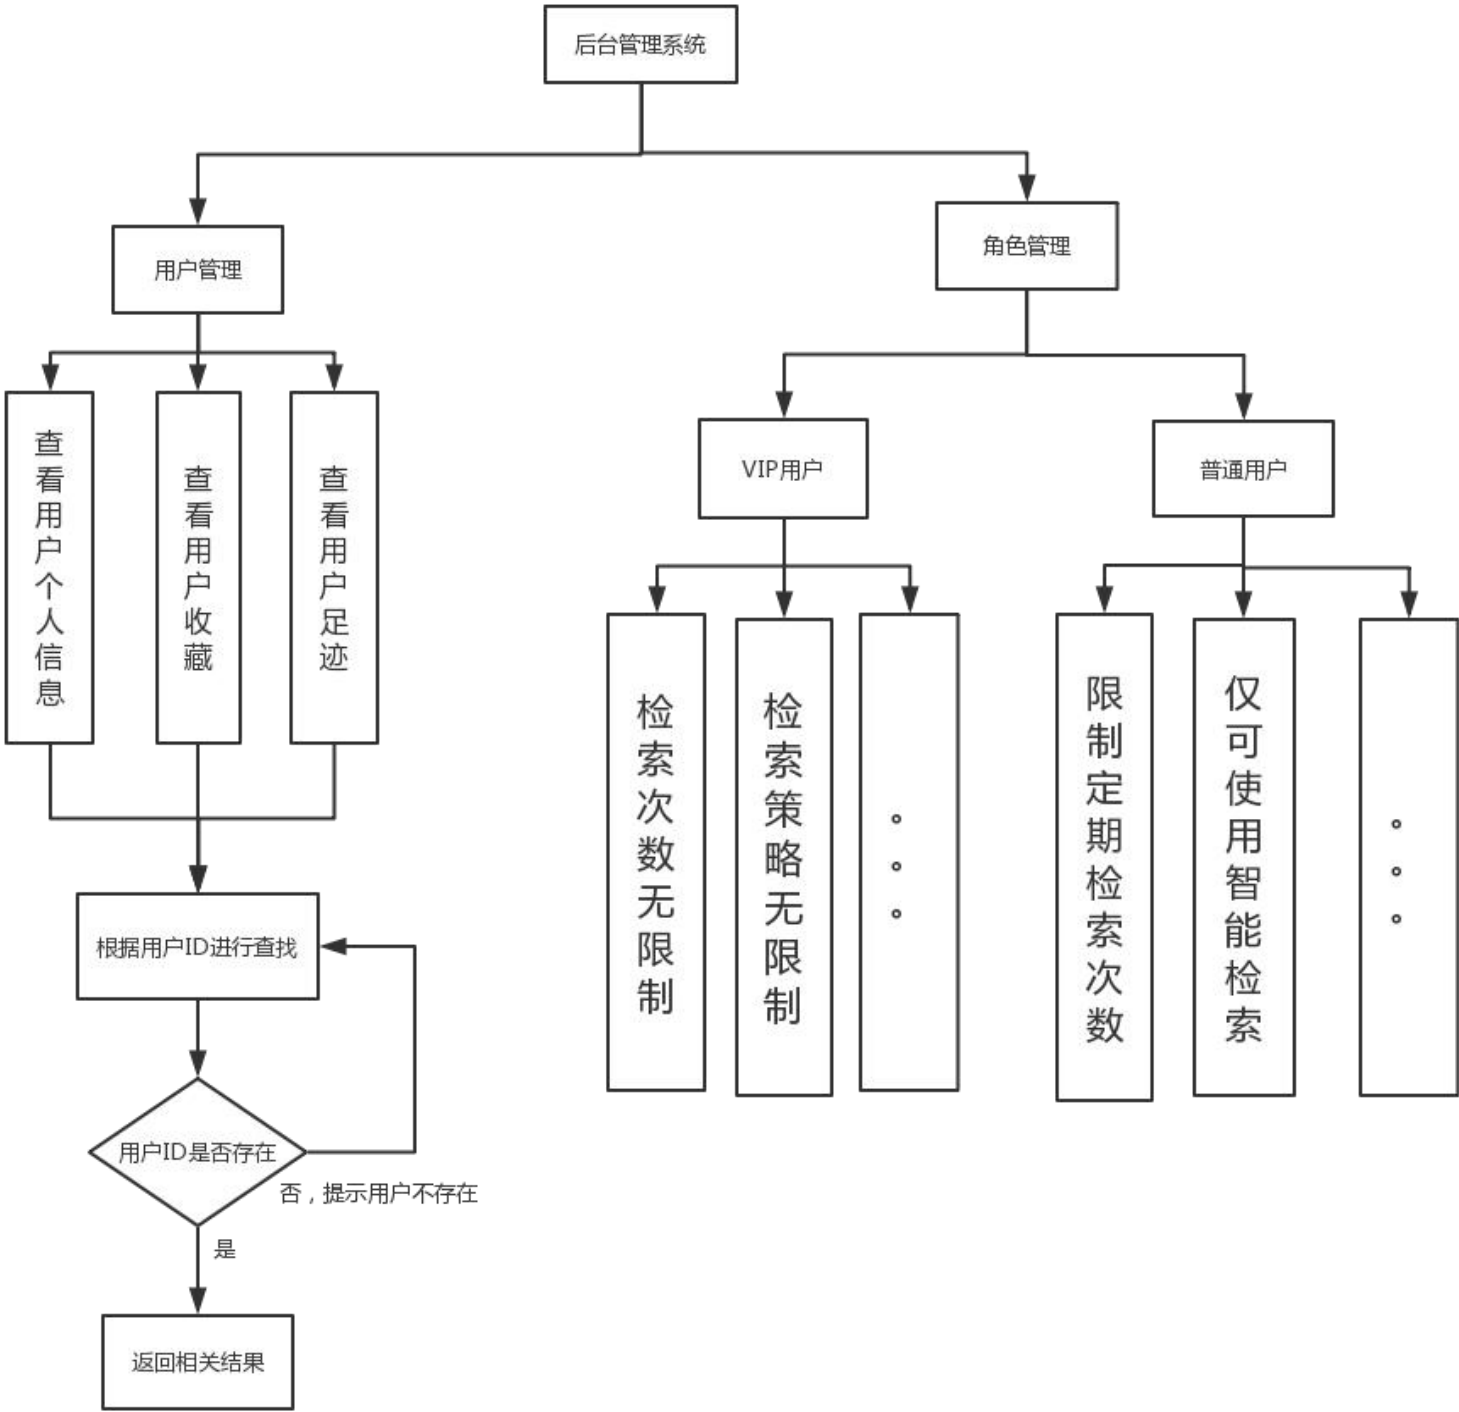 后台管理系统
用户管理
角色管理
查看用户个人信息
查看用户收藏
查看用户足迹
VIP用户
普通用户
检索次数无限制
检索策略无限制
。。。
限制定期检索次数
仅可使用智能检索
。。。
根据用户ID进行查找
用户ID是否存在
否，提示用户不存在
是
返回相关结果